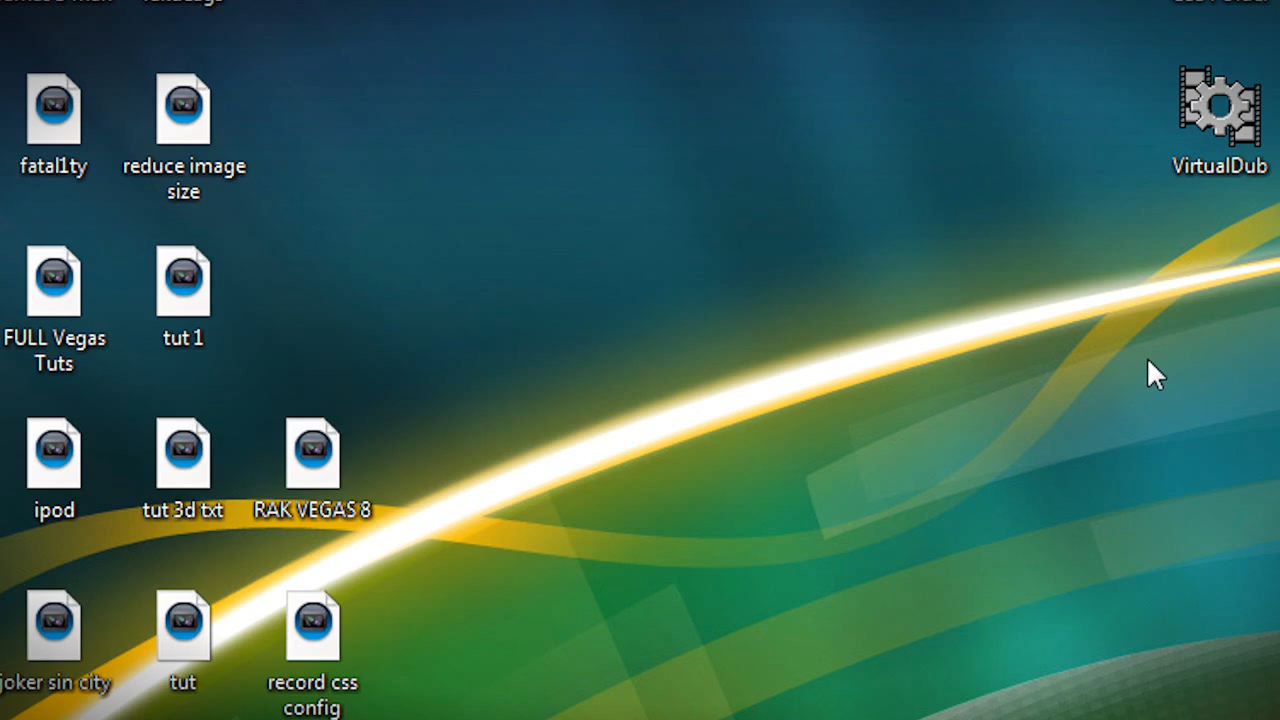 fatal1ty
reduce image
size
VirtualDub
FULL Vegas
Tuts
tut 1
ipod
tut 3d txt
RAK VEGAS 8
joker sin city
tut
record css
config